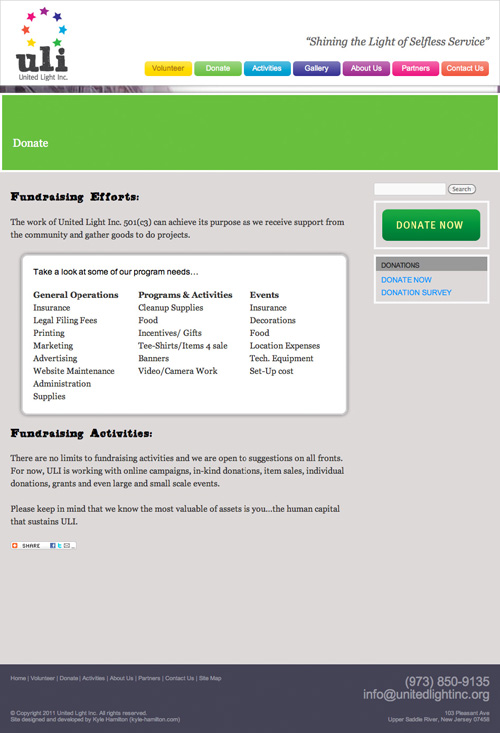 uli
United Light Inc.
“Shining the Light of Selfless Service”
Volunteer Donate Activities Gallery About Us Partners Contact Us
Donate
Fundraising Efforts:
The work of United Light Inc. 501(c3) can achieve its purpose as we receive support from
the community and gather goods to do projects.
Search
DONATE NOW
DONATIONS
DONATE NOW
DONATION SURVEY
Take a look at some of our program needs...
General Operations
Insurance
Legal Filing Fees
Printing
Marketing
Advertising
Website Maintenance
Administration
Supplies
Programs & Activities
Cleanup Supplies
Food
Incentives/ Gifts
Tee-Shirts/Items 4 sale
Banners
Video/Camera Work
Events
Insurance
Decorations
Food
Location Expenses
Tech. Equipment
Set-Up cost
Fundraising Activities:
There are no limits to fundraising activities and we are open to suggestions on all fronts.
For now, ULI is working with online campaigns, in-kind donations, item sales, individual
donations, grants and even large and small scale events.
Please keep in mind that we know the most valuable of assets is you...the human capital
that sustains ULI.
SHARE
Home | Volunteer | Donate | Activities | About Us | Partners | Contact Us | Site Map
(973) 850-9135
info@unitedlightinc.org
© Copyright 2011 United Light Inc. All rights reserved.
Site designed and developed by Kyle Hamilton (kyle-hamilton.com)
103 Pleasant Ave
Upper Saddle River, New Jersey 07458